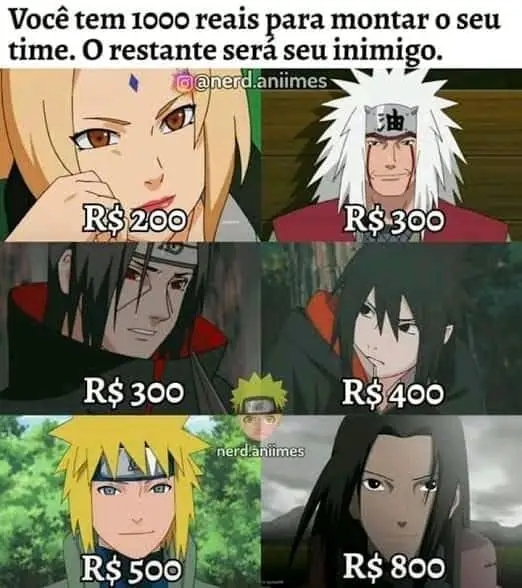 Você tem 1000 reais para montar o seu
time. O restante será seu inimigo.
@nerd.aniimes
油
R$ 200
R$ 300
R$ 300
R$ 400
nerd.aniimes
R$ 500
R$ 800